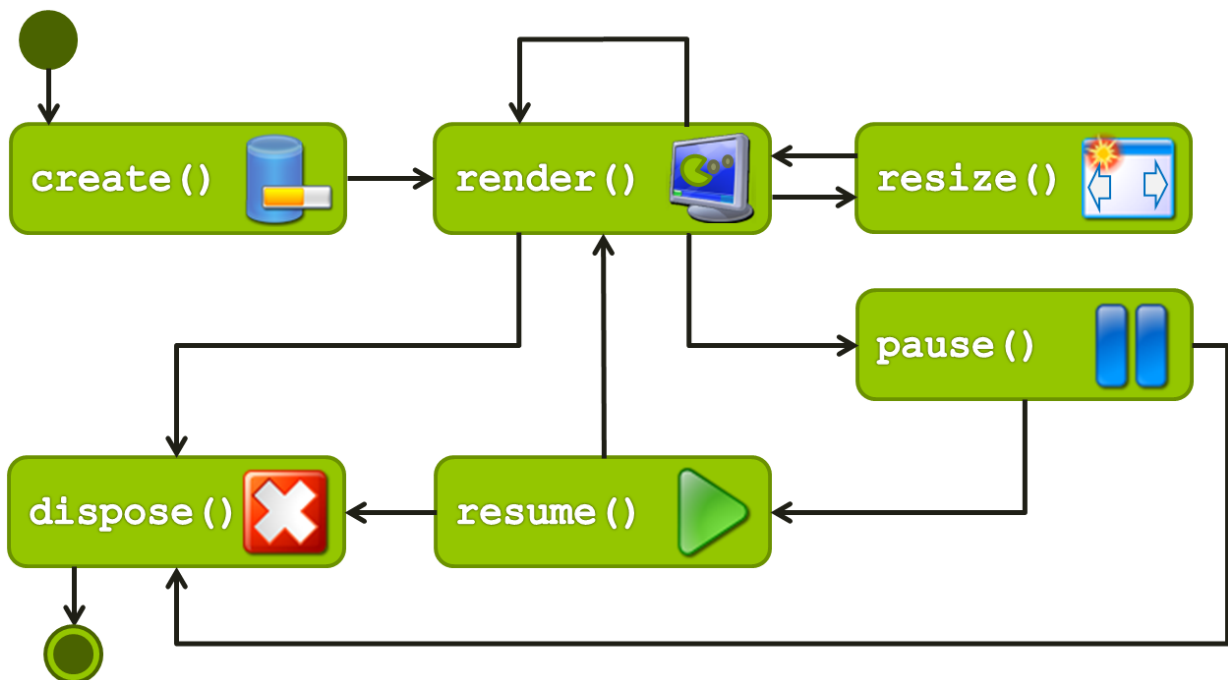 create()
render()
resize()
pause()
dispose()
resume()